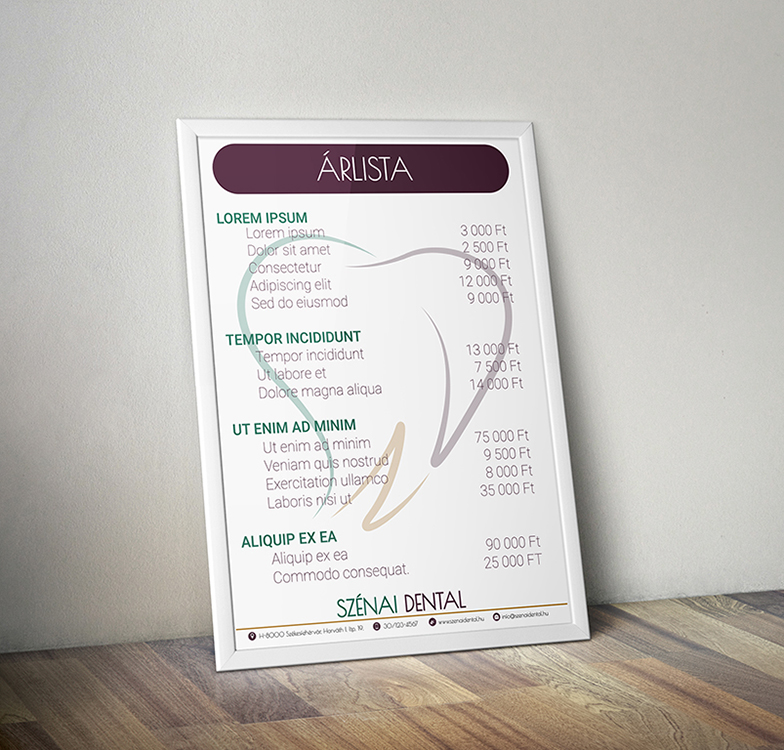 ÁRLISTA
LOREM IPSUM
Lorem ipsum 3 000 Ft
Dolor sit amet 2 500 Ft
Consectetur 9 000 Ft
Adipiscing elit 12 000 Ft
Sed do eiusmod 9 000 Ft
TEMPOR INCIDIDUNT
Tempor incididunt 13 000 Ft
Ut labore et 7 500 Ft
Dolore magna aliqua 14 000 Ft
UT ENIM AD MINIM
Ut enim ad minim 75 000 Ft
Veniam quis nostrud 9 500 Ft
Exercitation ullamco 8 000 Ft
Laboris nisi ut 35 000 Ft
ALIQUIP EX EA
Aliquip ex ea 90 000 Ft
Commodo consequat. 25 000 FT
SZÉNAI DENTAL
H-8000 Székesfehérvár, Horváth I. ltp. 19. 30/123-4567 www.szenaidental.hu info@szenaidental.hu